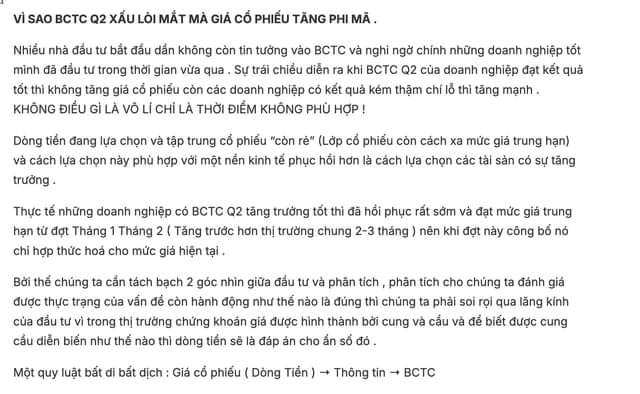 VÌ SAO BCTC Q2 XẤU LÒI MẮT MÀ GIÁ CỔ PHIẾU TĂNG PHI MÃ .
Nhiều nhà đầu tư bắt đầu dần không còn tin tưởng vào BCTC và nghi ngờ chính những doanh nghiệp tốt
mình đã đầu tư trong thời gian vừa qua . Sự trái chiều diễn ra khi BCTC Q2 của doanh nghiệp đạt kết quả
tốt thì không tăng giá cổ phiếu còn các doanh nghiệp có kết quả kém thậm chí lỗ thì tăng mạnh .
KHÔNG ĐIỀU GÌ LÀ VÔ LÍ CHỈ LÀ THỜI ĐIỂM KHÔNG PHÙ HỢP !
Dòng tiền đang lựa chọn và tập trung cổ phiếu “còn rẻ” (Lớp cổ phiếu còn cách xa mức giá trung hạn)
và cách lựa chọn này phù hợp với một nền kinh tế phục hồi hơn là cách lựa chọn các tài sản có sự tăng
trưởng .
Thực tế những doanh nghiệp có BCTC Q2 tăng trưởng tốt thì đã hồi phục rất sớm và đạt mức giá trung
hạn từ đợt Tháng 1 Tháng 2 ( Tăng trước hơn thị trường chung 2-3 tháng ) nên khi đợt này công bố nó
chỉ hợp thức hoá cho mức giá hiện tại .
Bởi thế chúng ta cần tách bạch 2 góc nhìn giữa đầu tư và phân tích , phân tích cho chúng ta đánh giá
được thực trạng của vấn đề còn hành động như thế nào là đúng thì chúng ta phải soi rọi qua lăng kính
của đầu tư vì trong thị trường chứng khoán giá được hình thành bởi cung và cầu và để biết được cung
cầu diễn biến như thế nào thì dòng tiền sẽ là đáp án cho ẩn số đó .
Một quy luật bất di bất dịch : Giá cổ phiếu ( Dòng Tiền ) → Thông tin → BCTC